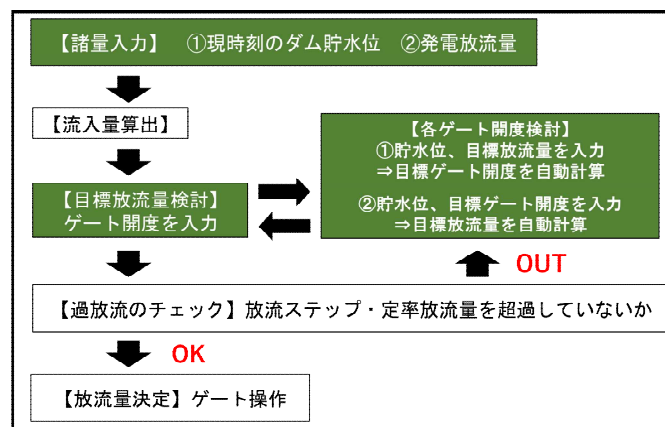 【諸量入力】 ①現時刻のダム貯水位 ②発電放流量
【流入量算出】
【目標放流量検討】
ゲート開度を入力
【各ゲート開度検討】
①貯水位、目標放流量を入力
⇒目標ゲート開度を自動計算
②貯水位、目標ゲート開度を入力
⇒目標放流量を自動計算
OUT
【過放流のチェック】放流ステップ・定率放流量を超過していないか
OK
【放流量決定】ゲート操作